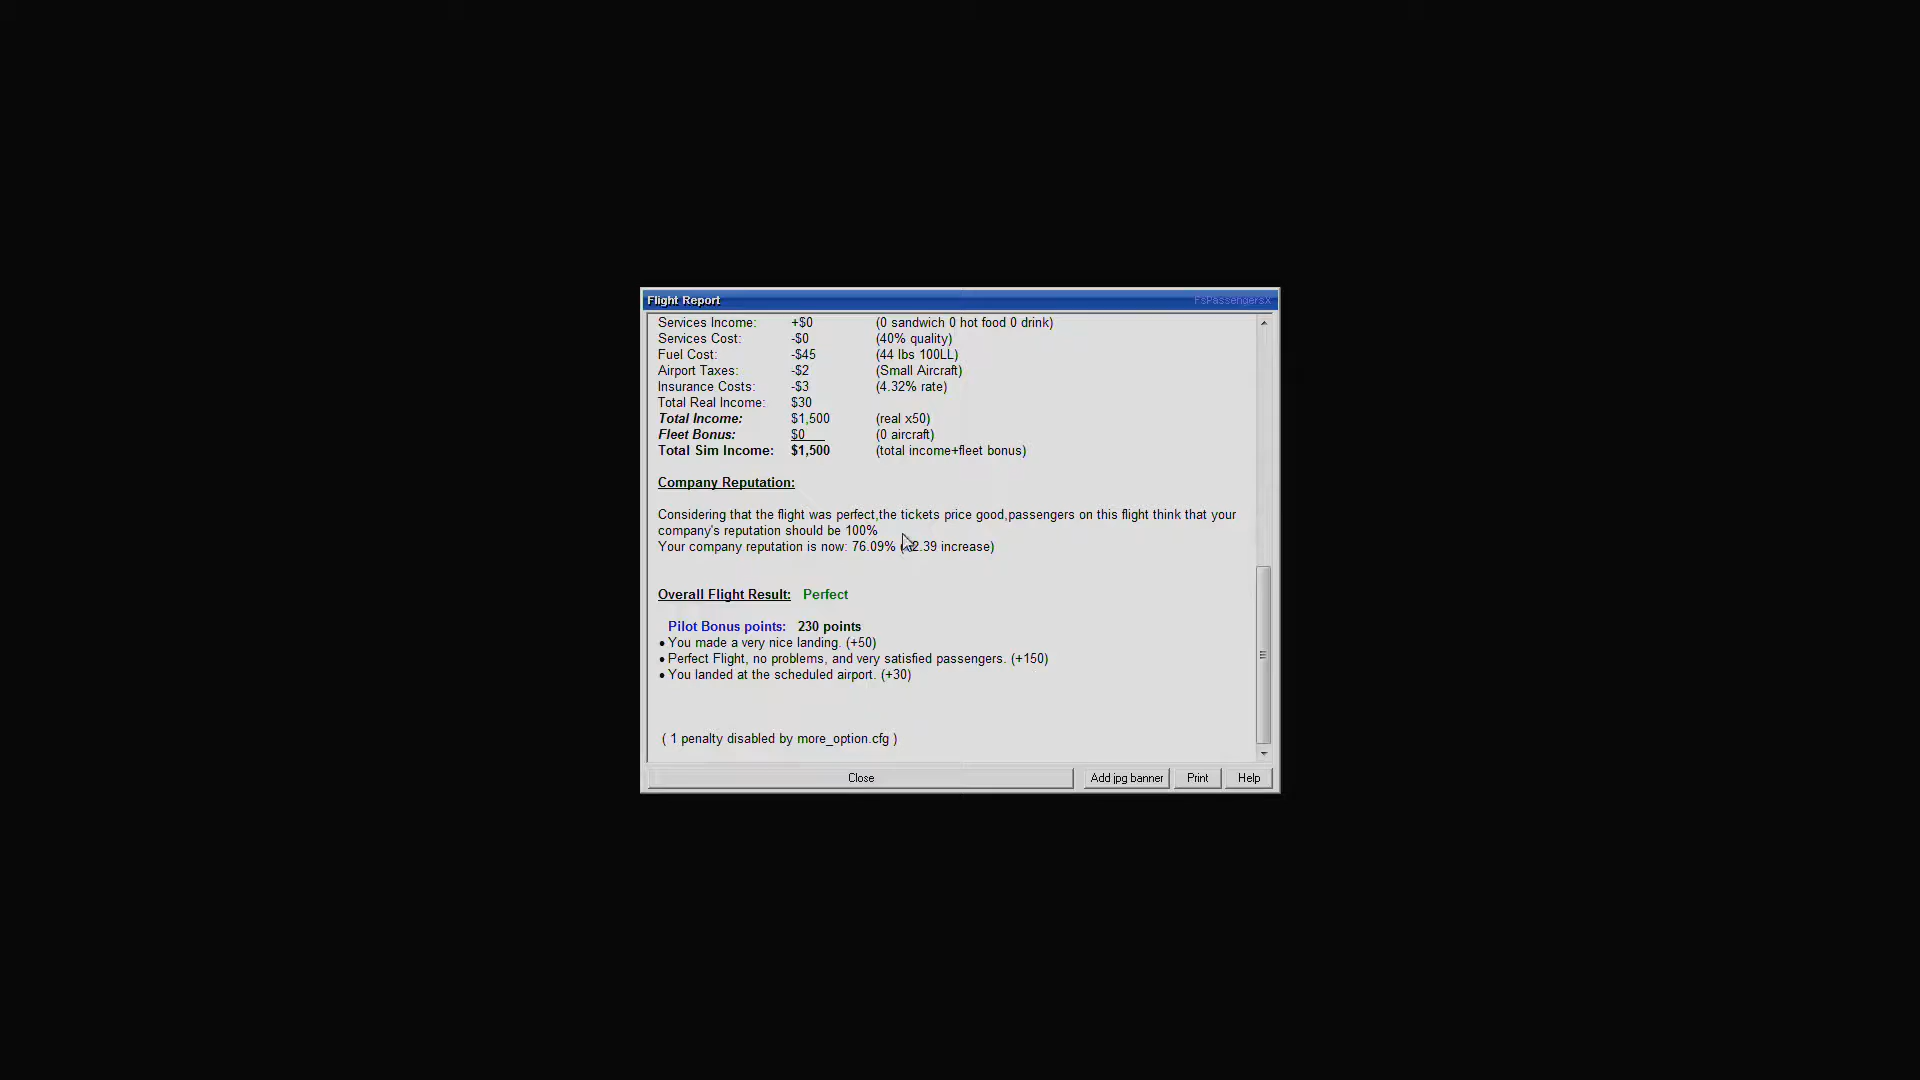 Flight Report FsPassengersX
Services Income: +$0 (0 sandwich 0 hot food 0 drink)
Services Cost: -$0 (40% quality)
Fuel Cost: -$45 (44 lbs 100LL)
Airport Taxes: -$2 (Small Aircraft)
Insurance Costs: -$3 (4.32% rate)
Total Real Income: $30
Total Income: $1,500 (real x50)
Fleet Bonus: $0 (0 aircraft)
Total Sim Income: $1,500 (total income+fleet bonus)
Company Reputation:
Considering that the flight was perfect,the tickets price good,passengers on this flight think that your
company's reputation should be 100%
Your company reputation is now: 76.09% 2.39 increase)
Overall Flight Result: Perfect
Pilot Bonus points: 230 points
• You made a very nice landing. (+50)
• Perfect Flight, no problems, and very satisfied passengers. (+150)
• You landed at the scheduled airport. (+30)
( 1 penalty disabled by more_option.cfg )
Close Add jpg banner Print Help